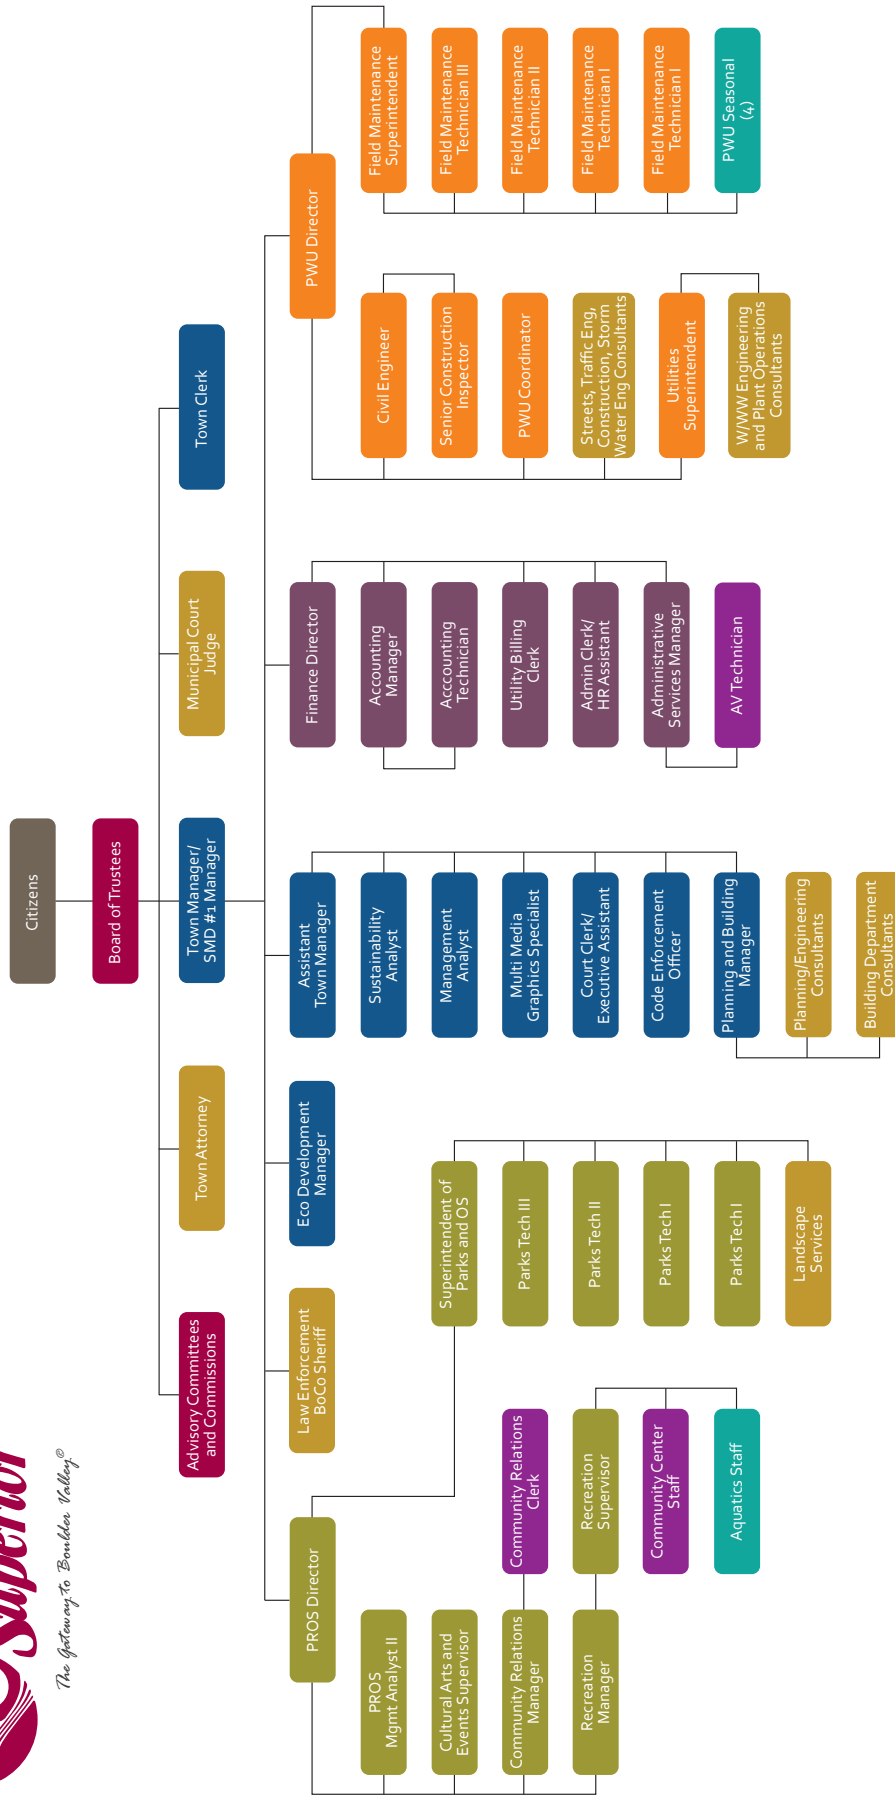 Superior
The Gateway to Boulder Valley®
Citizens
Board of Trustees
Advisory Committees
and Commissions
Town Attorney
Town Manager/
SMD #1 Manager
Municipal Court
Judge
Town Clerk
PROS Director
Law Enforcement
BoCo Sheriff
Eco Development
Manager
Assistant
Town Manager
Finance Director
PWU Director
PROS
Mgmt Analyst II
Cultural Arts and
Events Supervisor
Community Relations
Manager
Recreation
Manager
Community Relations
Clerk
Recreation
Supervisor
Community Center
Staff
Aquatics Staff
Superintendent of
Parks and OS
Parks Tech III
Parks Tech II
Parks Tech I
Parks Tech I
Landscape
Services
Sustainability
Analyst
Management
Analyst
Multi Media
Graphics Specialist
Court Clerk/
Executive Assistant
Code Enforcement
Officer
Planning and Building
Manager
Planning/Engineering
Consultants
Building Department
Consultants
Accounting
Manager
Acccounting
Technician
Utility Billing
Clerk
Admin Clerk/
HR Assistant
Administrative
Services Manager
AV Technician
Civil Engineer
Senior Construction
Inspector
PWU Coordinator
Streets, Traffic Eng,
Construction, Storm
Water Eng Consultants
Utilities
Superintendent
W/WW Engineering
and Plant Operations
Consultants
Field Maintenance
Superintendent
Field Maintenance
Technician III
Field Maintenance
Technician II
Field Maintenance
Technician I
Field Maintenance
Technician I
PWU Seasonal
(4)